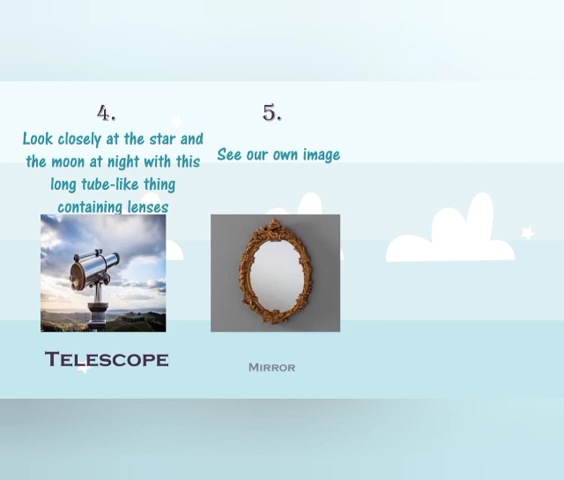 4.
Look closely at the star and
the moon at night with this
long tube-like thing
containing lenses
Telescope
5.
See our own image
Mirror